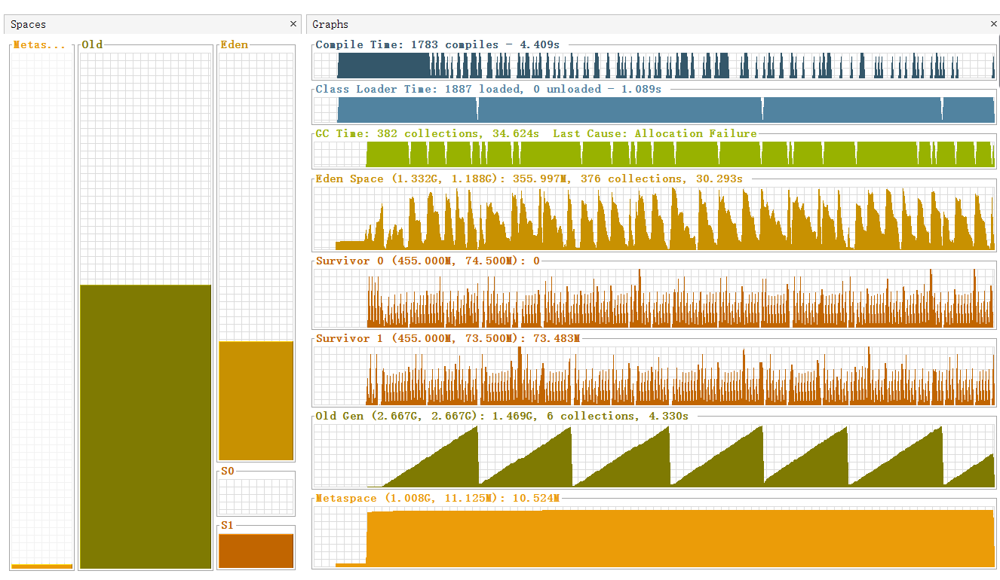 Spaces
Graphs
Metas...
Old
Eden
S0
S1
Compile Time: 1783 compiles - 4.409s
Class Loader Time: 1887 loaded, 0 unloaded - 1.089s
GC Time: 382 collections, 34.624s  Last Cause: Allocation Failure
Eden Space (1.332G, 1.188G): 355.997M, 376 collections, 30.293s
Survivor 0 (455.000M, 74.500M): 0
Survivor 1 (455.000M, 73.500M): 73.483M
Old Gen (2.667G, 2.667G): 1.469G, 6 collections, 4.330s
Metaspace (1.008G, 11.125M): 10.524M